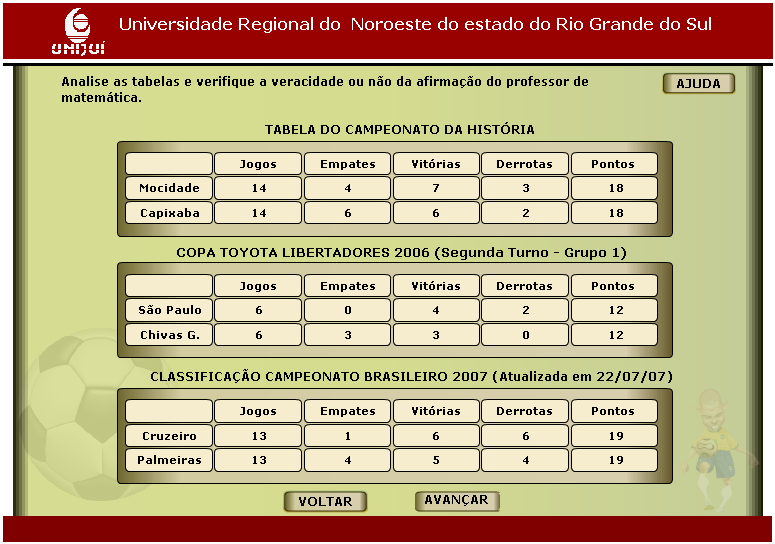 UNIJUÍ
Universidade Regional do Noroeste do estado do Rio Grande do Sul
Analise as tabelas e verifique a veracidade ou não da afirmação do professor de
matemática.
AJUDA
TABELA DO CAMPEONATO DA HISTÓRIA
Jogos Empates Vitórias Derrotas Pontos
Mocidade 14 4 7 3 18
Capixaba 14 6 6 2 18
COPA TOYOTA LIBERTADORES 2006 (Segunda Turno - Grupo 1)
Jogos Empates Vitórias Derrotas Pontos
São Paulo 6 0 4 2 12
Chivas G. 6 3 3 0 12
CLASSIFICAÇÃO CAMPEONATO BRASILEIRO 2007 (Atualizada em 22/07/07)
Jogos Empates Vitórias Derrotas Pontos
Cruzeiro 13 1 6 6 19
Palmeiras 13 4 5 4 19
VOLTAR AVANÇAR